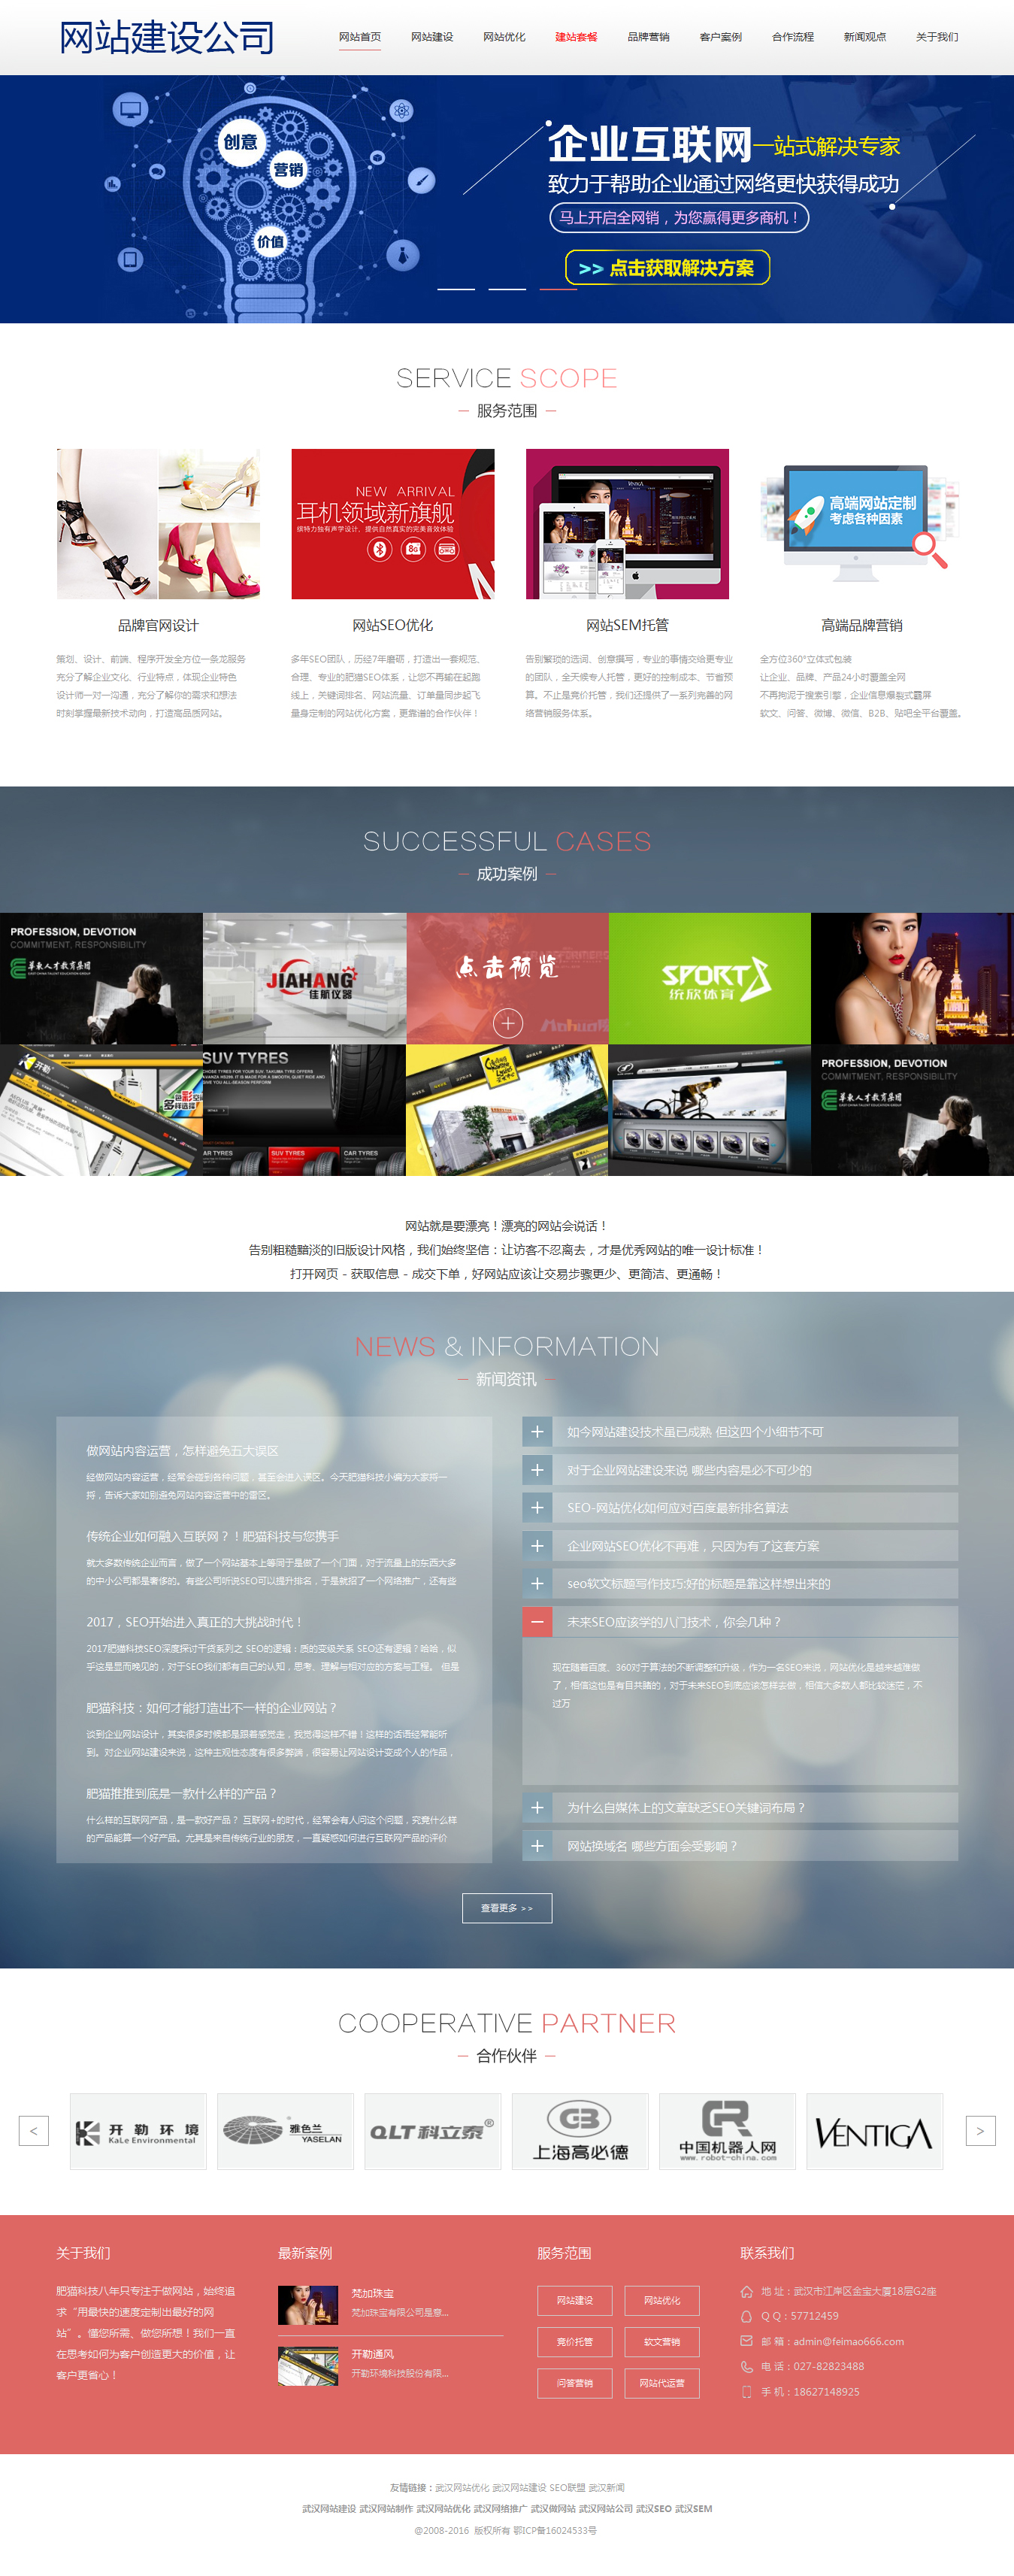 网站建设公司
网站首页 网站建设 网站优化 建站套餐 品牌营销 客户案例 合作流程 新闻观点 关于我们
创意
营销
价值
企业互联网一站式解决专家
致力于帮助企业通过网络更快获得成功
马上开启全网销，为您赢得更多商机！
>> 点击获取解决方案
SERVICE SCOPE
服务范围
NEW ARRIVAL
耳机领域新旗舰
缤特力独有声学设计，提供自然真实的完美音效体验
高端网站定制
考虑各种因素
品牌官网设计
策划、设计、前端、程序开发全方位一条龙服务
充分了解企业文化、行业特点，体现企业特色
设计师一对一沟通，充分了解你的需求和想法
时刻掌握最新技术动向，打造高品质网站。
网站SEO优化
多年SEO团队，历经7年磨砺，打造出一套规范、
合理、专业的肥猫SEO体系，让您不再输在起跑
线上，关键词排名、网站流量、订单量同步起飞
量身定制的网站优化方案，更靠谱的合作伙伴！
网站SEM托管
告别繁琐的选词、创意撰写，专业的事情交给更专业
的团队，全天候专人托管，更好的控制成本、节省预
算。不止是竞价托管，我们还提供了一系列完善的网
络营销服务体系。
高端品牌营销
全方位360°立体式包装
让企业、品牌、产品24小时覆盖全网
不再拘泥于搜索引擎，企业信息爆裂式霸屏
软文、问答、微博、微信、B2B、贴吧全平台覆盖。
SUCCESSFUL CASES
成功案例
PROFESSION, DEVOTION
COMMITMENT, RESPONSIBILITY
华东人才教育集团
JIAHANG
佳航仪器
点击预览
SPORTS
统欣体育
开勒
SUV TYRES
CAR TYRES
SUV TYRES
CAR TYRES
PROFESSION, DEVOTION
COMMITMENT, RESPONSIBILITY
华东人才教育集团
网站就是要漂亮！漂亮的网站会说话！
告别粗糙黯淡的旧版设计风格，我们始终坚信：让访客不忍离去，才是优秀网站的唯一设计标准！
打开网页 - 获取信息 - 成交下单，好网站应该让交易步骤更少、更简洁、更通畅！
NEWS & INFORMATION
新闻资讯
做网站内容运营，怎样避免五大误区
经做网站内容运营，经常会碰到各种问题，甚至会进入误区。今天肥猫科技小编为大家捋一
捋，告诉大家如别避免网站内容运营中的雷区。
传统企业如何融入互联网？！肥猫科技与您携手
就大多数传统企业而言，做了一个网站基本上等同于是做了一个门面，对于流量上的东西大多
的中小公司都是奢侈的。有些公司听说SEO可以提升排名，于是就招了一个网络推广，还有些
2017，SEO开始进入真正的大挑战时代！
2017肥猫科技SEO深度探讨干货系列之 SEO的逻辑：质的变级关系 SEO还有逻辑？哈哈，似
乎这是显而晚见的，对于SEO我们都有自己的认知，思考、理解与相对应的方案与工程。 但是
肥猫科技：如何才能打造出不一样的企业网站？
谈到企业网站设计，其实很多时候都是跟着感觉走，我觉得这样不错！这样的话语经常能听
到。对企业网站建设来说，这种主观性态度有很多弊端，很容易让网站设计变成个人的作品，
肥猫推推到底是一款什么样的产品？
什么样的互联网产品，是一款好产品？ 互联网+的时代，经常会有人问这个问题，究竟什么样
的产品能算一个好产品。尤其是来自传统行业的朋友，一直疑惑如何进行互联网产品的评价
如今网站建设技术虽已成熟 但这四个小细节不可
对于企业网站建设来说 哪些内容是必不可少的
SEO-网站优化如何应对百度最新排名算法
企业网站SEO优化不再难，只因为有了这套方案
seo软文标题写作技巧:好的标题是靠这样想出来的
未来SEO应该学的八门技术，你会几种？
现在随着百度、360对于算法的不断调整和升级，作为一名SEO来说，网站优化是越来越难做
了，相信这也是有目共睹的，对于未来SEO到底应该怎样去做，相信大多数人都比较迷茫，不
过万
为什么自媒体上的文章缺乏SEO关键词布局？
网站换域名 哪些方面会受影响？
查看更多 >>
COOPERATIVE PARTNER
合作伙伴
<
开勒环境
KaLe Environmental
雅色兰
YASELAN
QLT科立泰®
上海高必德
中国机器人网
www.robot-china.com
VENTIGA
>
关于我们
肥猫科技八年只专注于做网站，始终追
求“用最快的速度定制出最好的网
站”。懂您所需、做您所想！我们一直
在思考如何为客户创造更大的价值，让
客户更省心！
最新案例
梵加珠宝
梵加珠宝有限公司是意...
开勒通风
开勒环境科技股份有限...
服务范围
网站建设 网站优化
竞价托管 软文营销
问答营销 网站代运营
联系我们
地 址：武汉市江岸区金宝大厦18层G2座
Q Q：57712459
邮 箱：admin@feimao666.com
电 话：027-82823488
手 机：18627148925
友情链接：武汉网站优化 武汉网站建设 SEO联盟 武汉新闻
武汉网站建设 武汉网站制作 武汉网站优化 武汉网络推广 武汉做网站 武汉网站公司 武汉SEO 武汉SEM
@2008-2016 版权所有 鄂ICP备16024533号